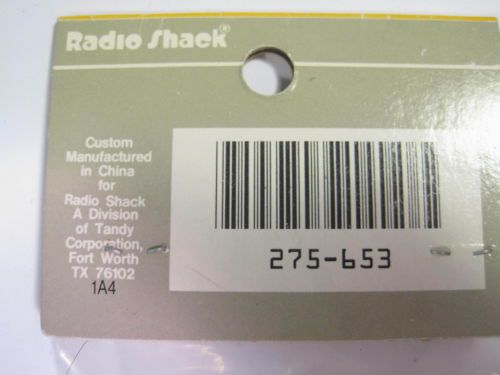 Radio Shack®
Custom
Manufactured
in China
for
Radio Shack
A Division
of Tandy
Corporation,
Fort Worth
TX 76102
1A4
275-653